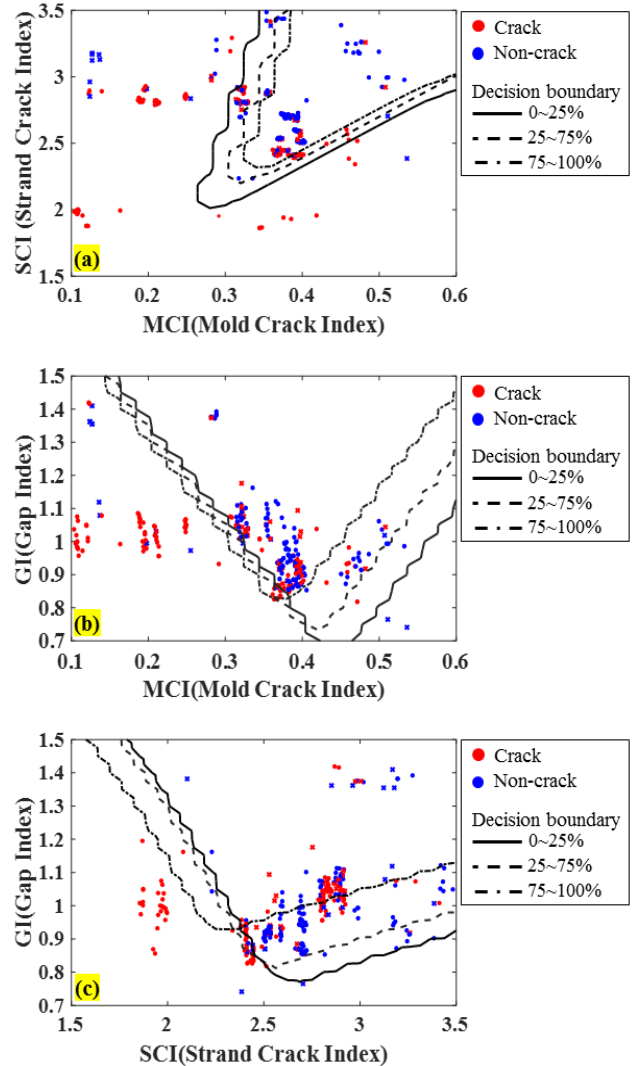 3.5
3
2.5
2
1.5
SCI (Strand Crack Index)
(a)
0.1 0.2 0.3 0.4 0.5 0.6
MCI(Mold Crack Index)
Crack
Non-crack
Decision boundary
0~25%
25~75%
75~100%
1.5
1.4
1.3
1.2
1.1
1
0.9
0.8
0.7
GI(Gap Index)
(b)
0.1 0.2 0.3 0.4 0.5 0.6
MCI(Mold Crack Index)
Crack
Non-crack
Decision boundary
0~25%
25~75%
75~100%
1.5
1.4
1.3
1.2
1.1
1
0.9
0.8
0.7
GI(Gap Index)
(c)
1.5 2 2.5 3 3.5
SCI(Strand Crack Index)
Crack
Non-crack
Decision boundary
0~25%
25~75%
75~100%